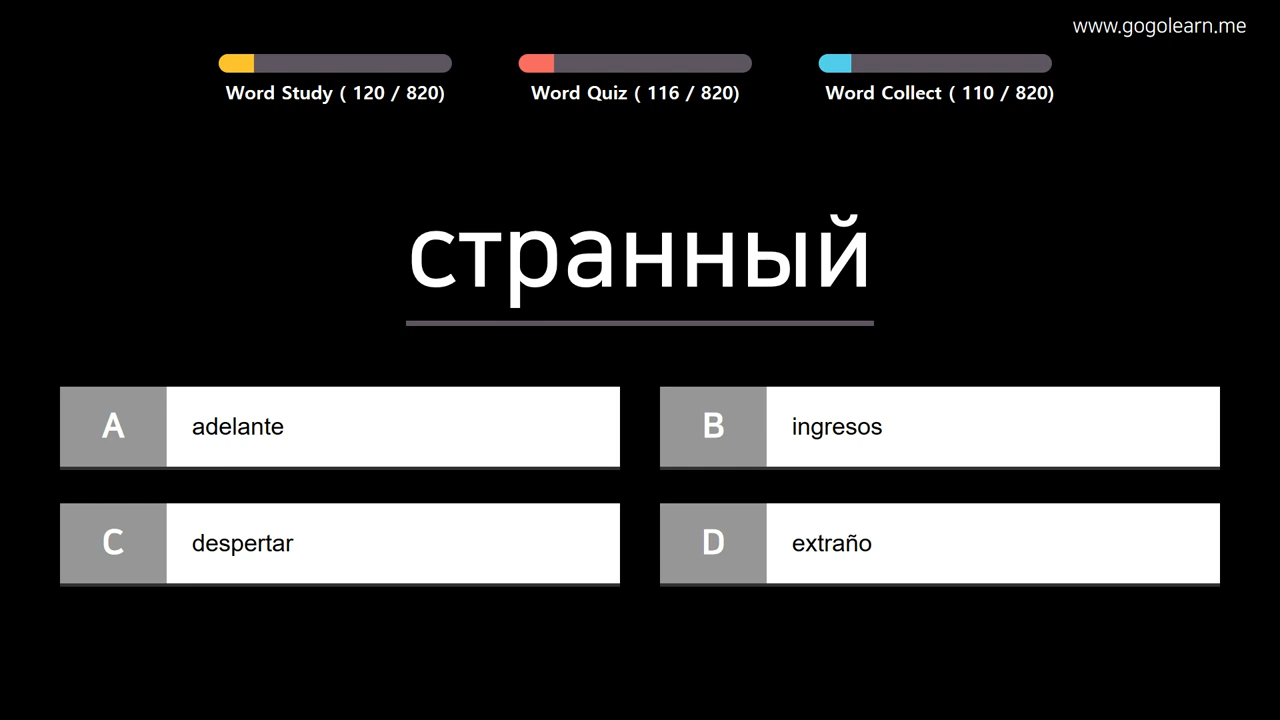 www.gogolearn.me
Word Study ( 120 / 820)
Word Quiz ( 116 / 820)
Word Collect ( 110 / 820)
странный
A adelante
B ingresos
C despertar
D extraño